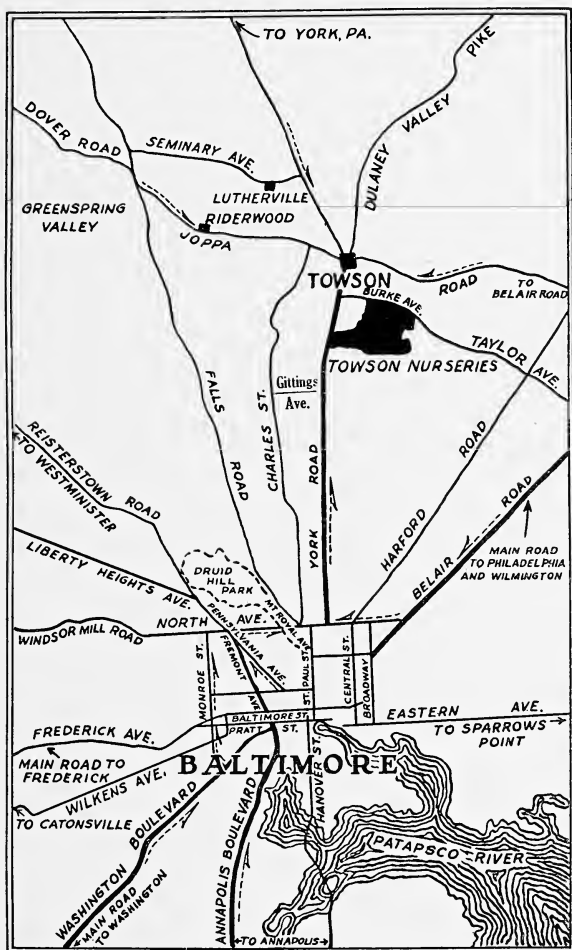 TO YORK, PA.
DULANEY VALLEY PIKE
DOVER ROAD
SEMINARY AVE.
LUTHERVILLE
RIDERWOOD
GREENSPRING
VALLEY
JOPPA ROAD
TOWSON
TO
BELAIR ROAD
BURKE AVE.
TAYLOR AVE.
TOWSON NURSERIES
Gittings
Ave.
CHARLES ST.
FALLS ROAD
YORK ROAD
HARFORD ROAD
BELAIR ROAD
MAIN ROAD
TO PHILADELPHIA
AND WILMINGTON
REISTERSTOWN ROAD
TO WESTMINISTER
LIBERTY HEIGHTS AVE.
DRUID
HILL
PARK
MT ROYAL AVE
WINDSOR MILL ROAD
NORTH AVE.
PENNSYLVANIA AVE.
FREMONT AVE
MONROE ST.
ST. PAUL ST.
CENTRAL ST.
BROADWAY
BALTIMORE ST.
PRATT ST.
EASTERN AVE.
TO SPARROWS
POINT
FREDERICK AVE.
MAIN ROAD TO
FREDERICK
WILKENS AVE.
TO CATONSVILLE
BALTIMORE
HANOVER ST.
WASHINGTON BOULEVARD
MAIN ROAD
TO WASHINGTON
ANNAPOLIS BOULEVARD
TO ANNAPOLIS
PATAPSCO RIVER